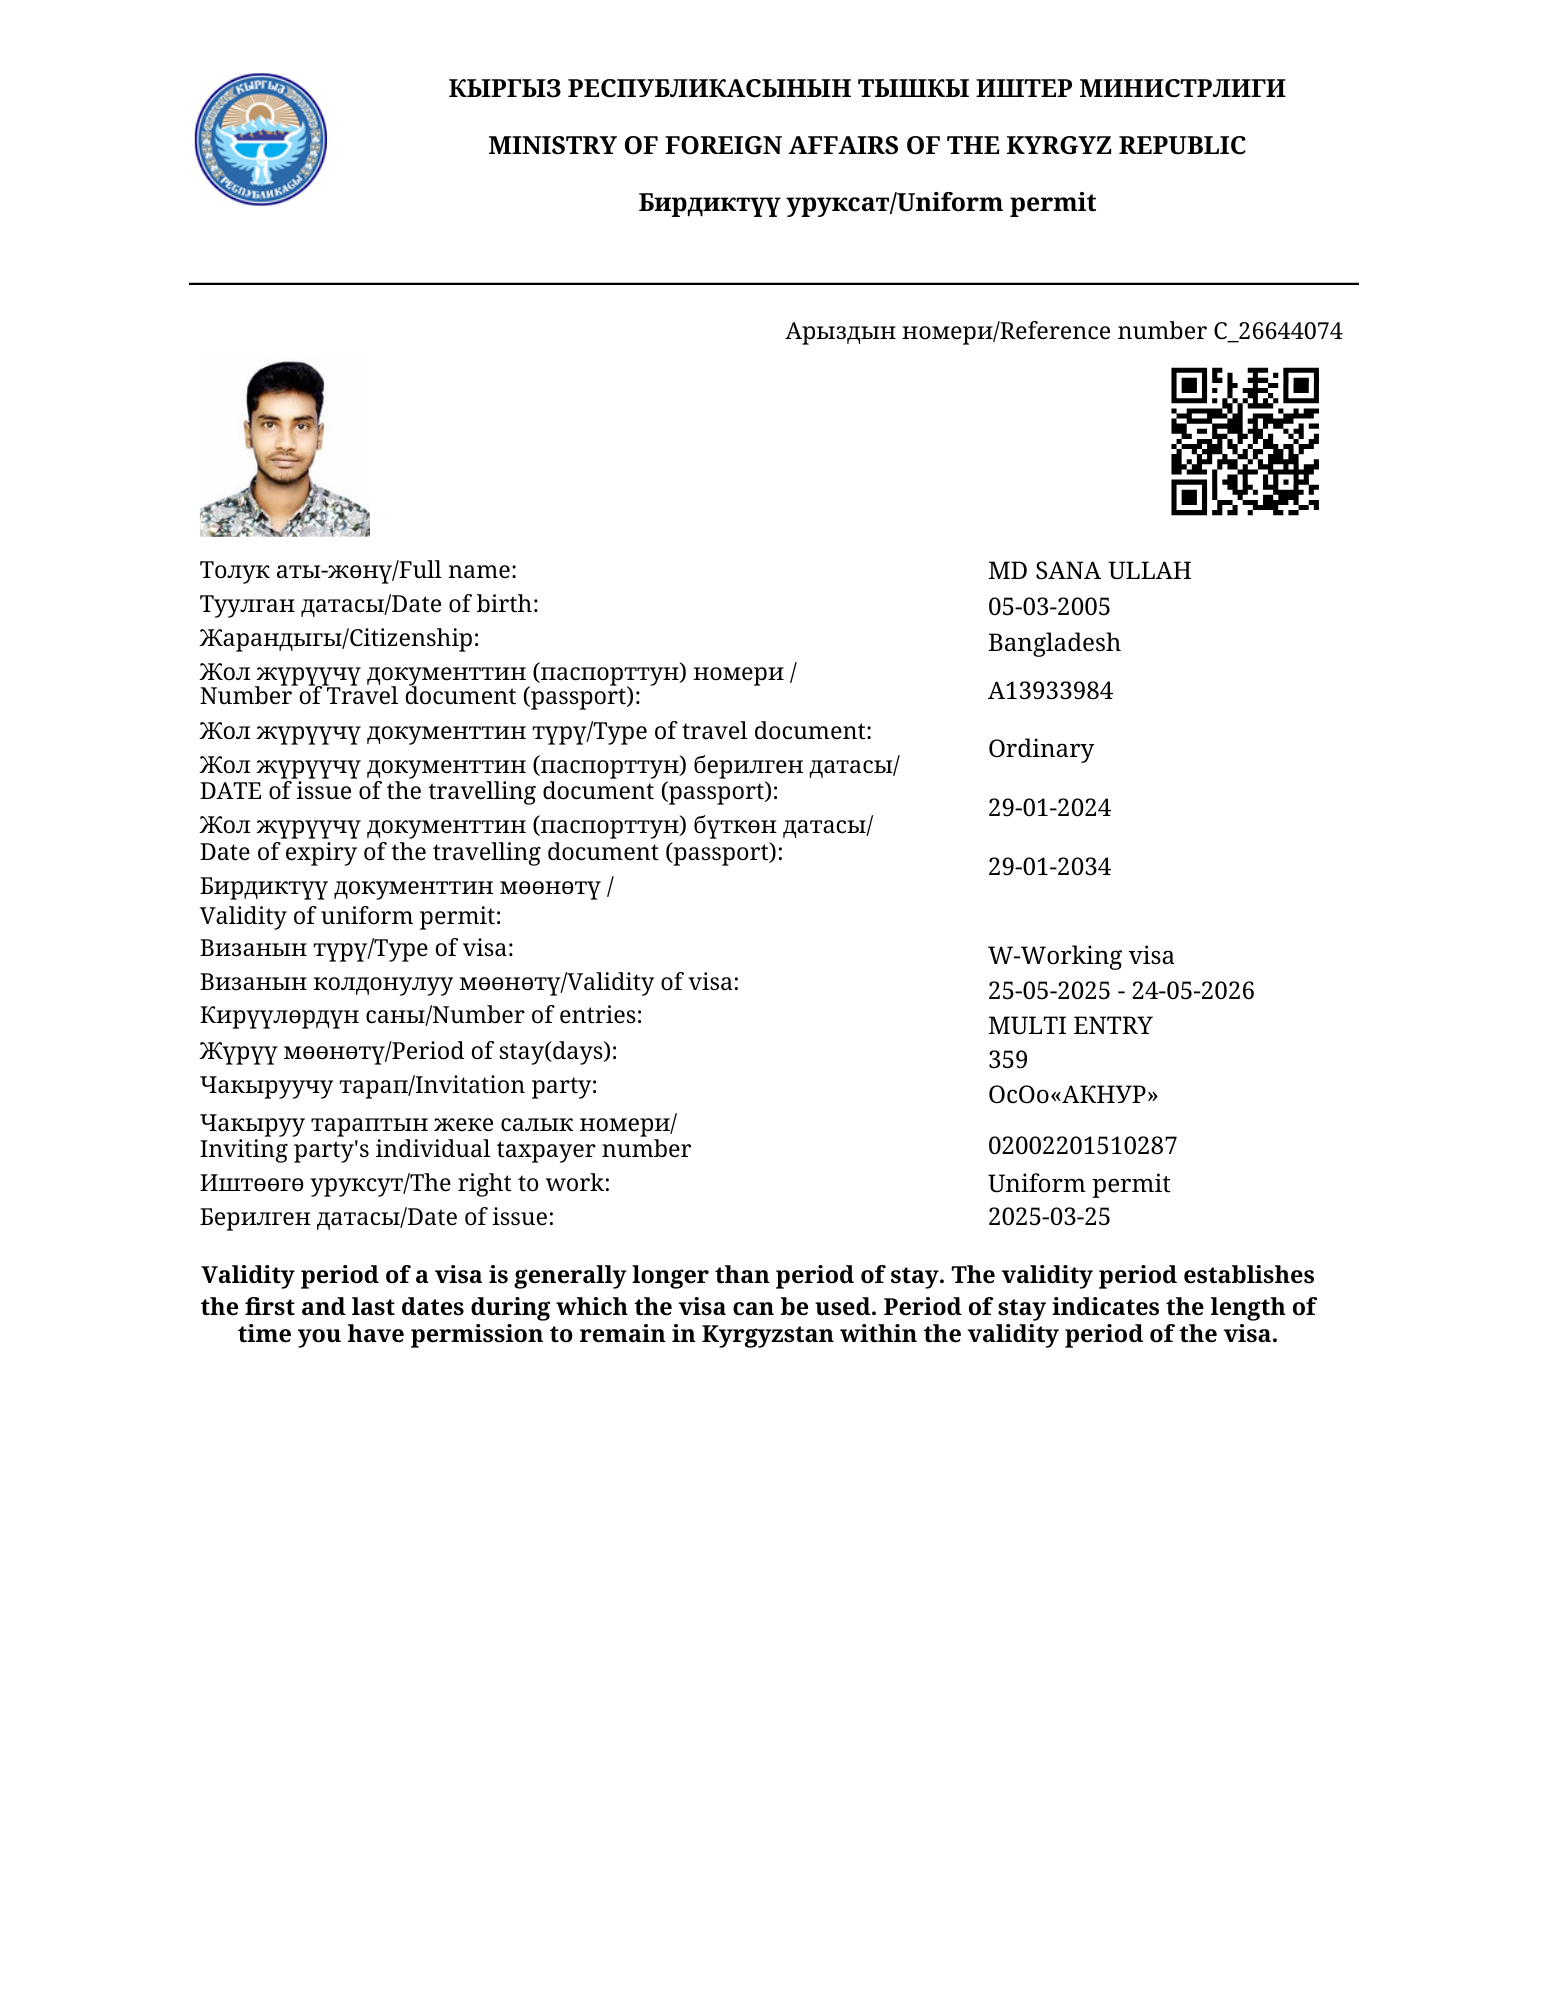 КЫРГЫЗ
РЕСПУБЛИКАСЫ
КЫРГЫЗ РЕСПУБЛИКАСЫНЫН ТЫШКЫ ИШТЕР МИНИСТРЛИГИ
MINISTRY OF FOREIGN AFFAIRS OF THE KYRGYZ REPUBLIC
Бирдиктүү уруксат/Uniform permit
Арыздын номери/Reference number C_26644074
Толук аты-жөнү/Full name: MD SANA ULLAH
Туулган датасы/Date of birth: 05-03-2005
Жарандыгы/Citizenship: Bangladesh
Жол жүрүүчү документтин (паспорттун) номери /
Number of Travel document (passport): A13933984
Жол жүрүүчү документтин түрү/Type of travel document: Ordinary
Жол жүрүүчү документтин (паспорттун) берилген датасы/
DATE of issue of the travelling document (passport): 29-01-2024
Жол жүрүүчү документтин (паспорттун) бүткөн датасы/
Date of expiry of the travelling document (passport): 29-01-2034
Бирдиктүү документтин мөөнөтү /
Validity of uniform permit:
Визанын түрү/Type of visa: W-Working visa
Визанын колдонулуу мөөнөтү/Validity of visa: 25-05-2025 - 24-05-2026
Кирүүлөрдүн саны/Number of entries: MULTI ENTRY
Жүрүү мөөнөтү/Period of stay(days): 359
Чакыруучу тарап/Invitation party: ОсОо«АКНУР»
Чакыруу тараптын жеке салык номери/
Inviting party's individual taxpayer number 02002201510287
Иштөөгө уруксут/The right to work: Uniform permit
Берилген датасы/Date of issue: 2025-03-25
Validity period of a visa is generally longer than period of stay. The validity period establishes
the first and last dates during which the visa can be used. Period of stay indicates the length of
time you have permission to remain in Kyrgyzstan within the validity period of the visa.